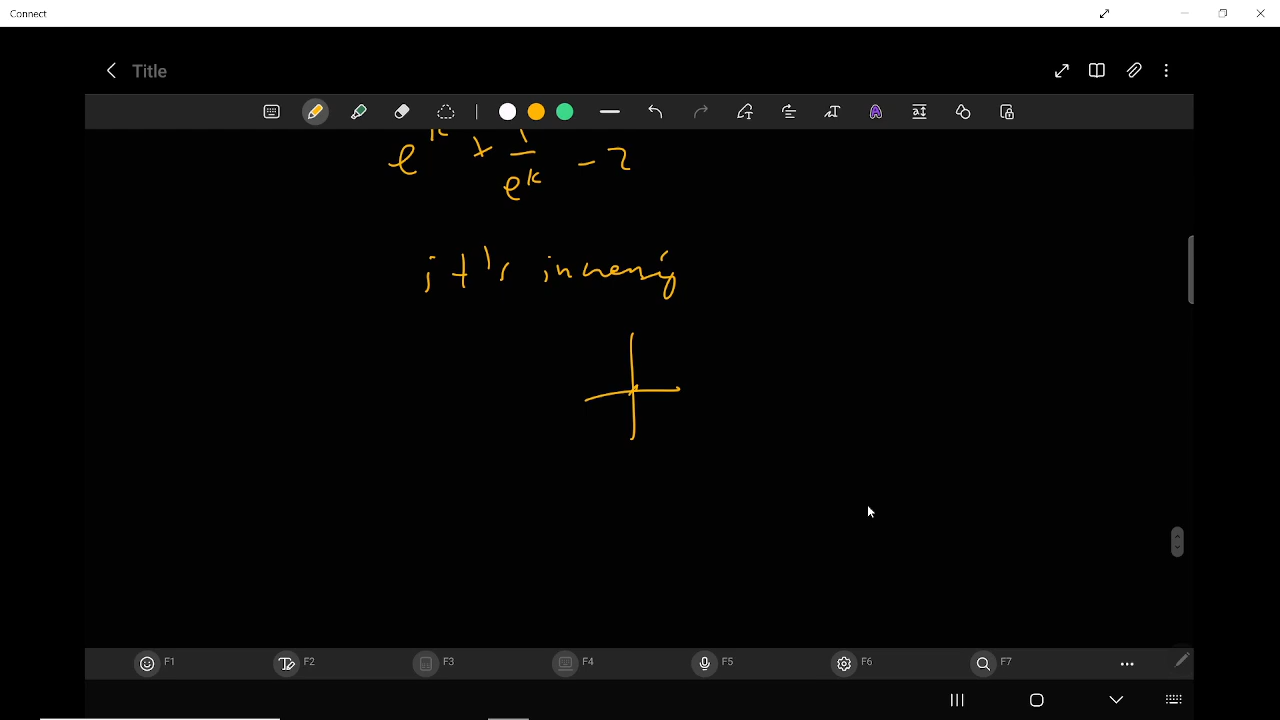 Connect
Title
e^k + 1/e^k - 2
it's increasing
F1 F2 F3 F4 F5 F6 F7